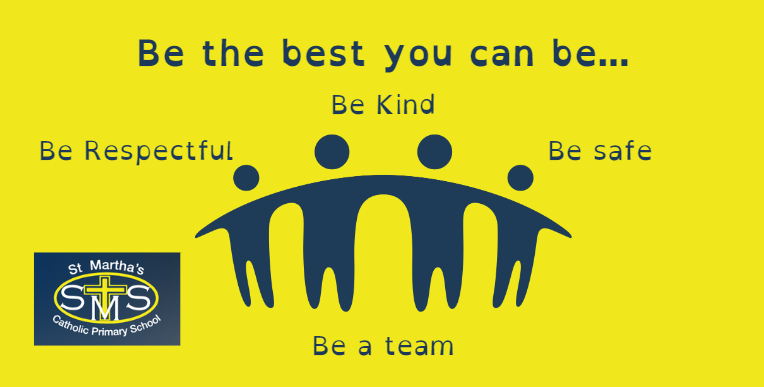 Be the best you can be...
Be Kind
Be Respectful
Be safe
St Martha's
SMS
Catholic Primary School
Be a team